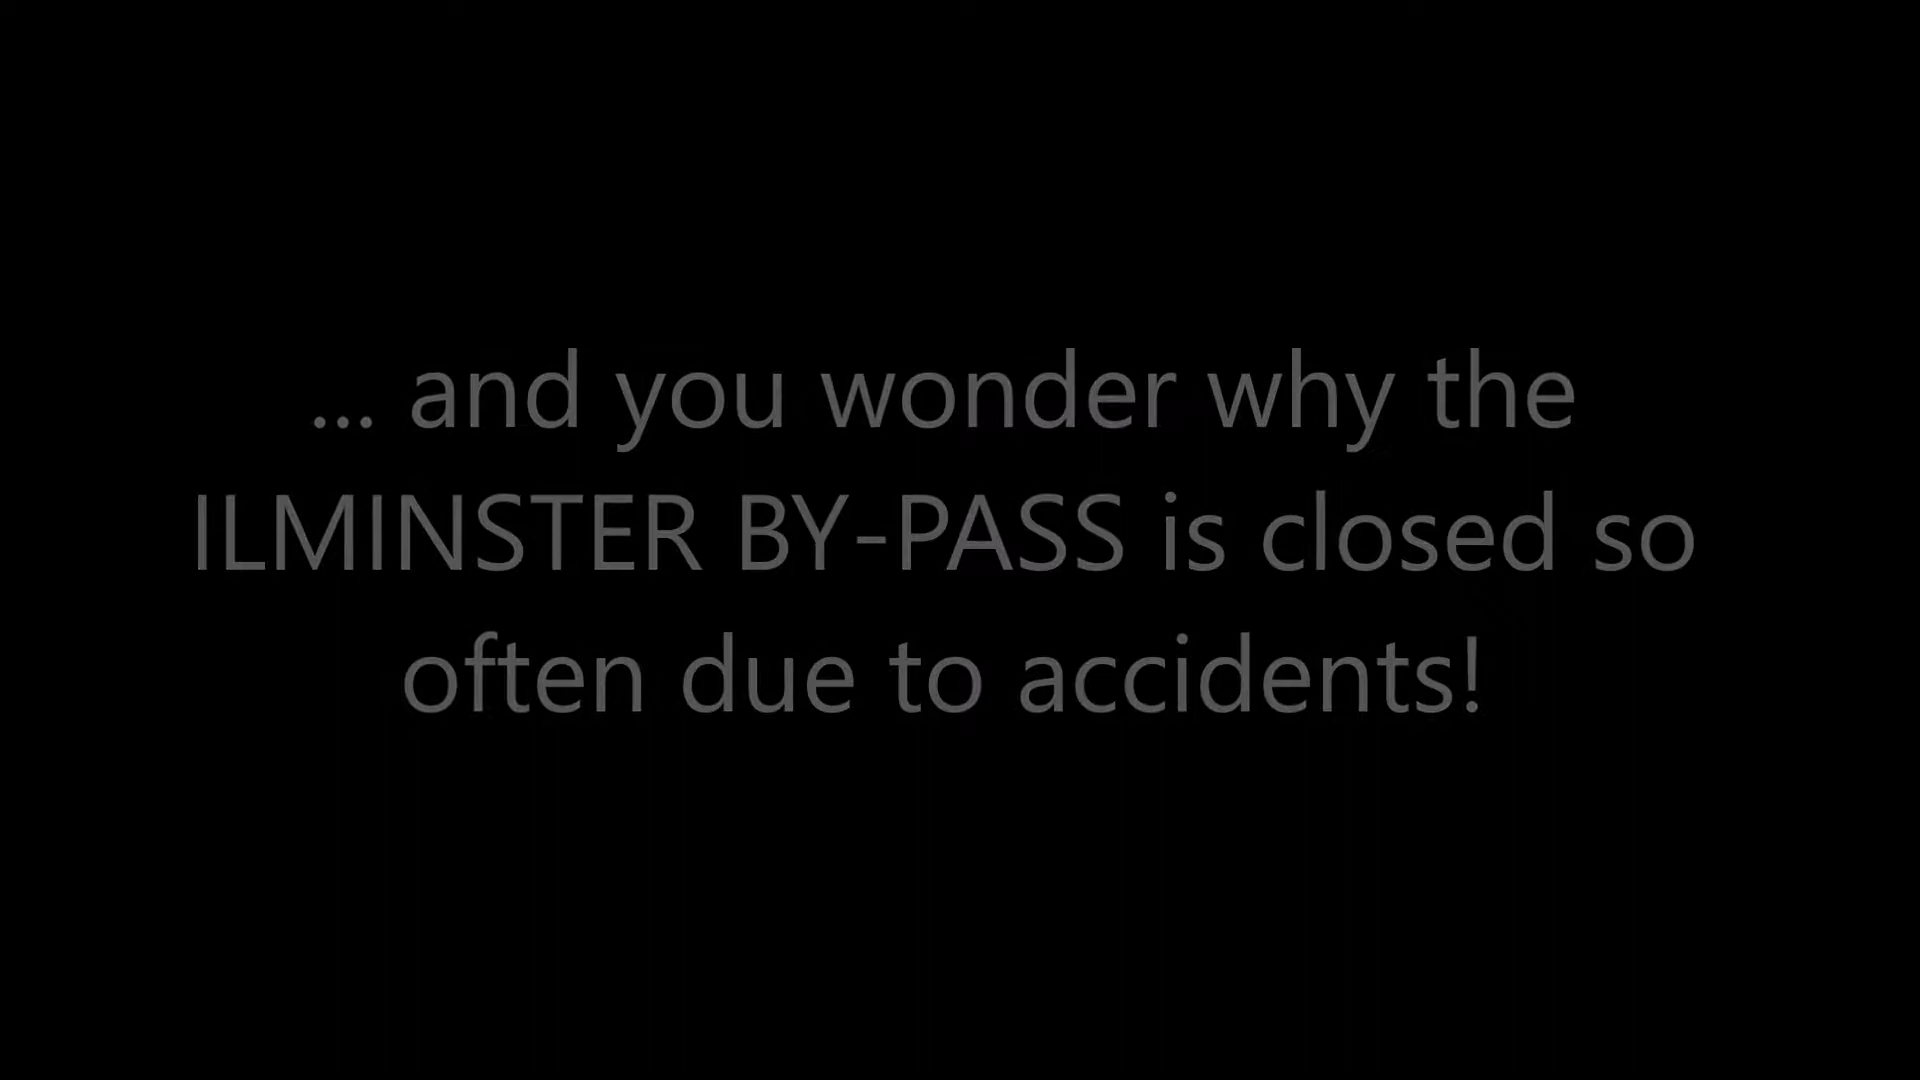 ... and you wonder why the
ILMINSTER BY-PASS is closed so
often due to accidents!